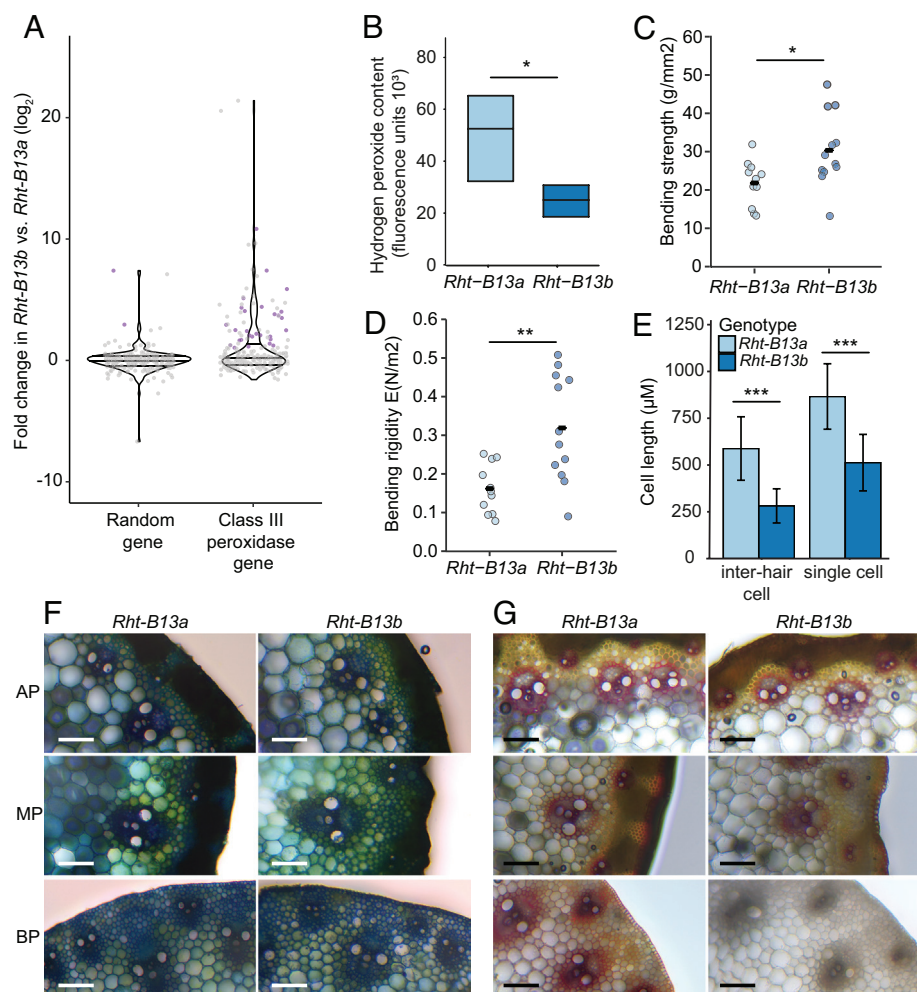 A
Fold change in Rht-B13b vs. Rht-B13a (log₂)
20
10
0
-10
Random
gene
Class III
peroxidase
gene
B
Hydrogen peroxide content
(fluorescence units 10³)
80
60
40
20
0
*
Rht−B13a
Rht−B13b
C
Bending strength (g/mm2)
60
50
40
30
20
10
0
*
Rht−B13a
Rht−B13b
D
Bending rigidity E(N/m2)
0.5
0.4
0.3
0.2
0.1
0.0
**
Rht−B13a
Rht−B13b
E
Cell length (µM)
1250
1000
750
500
250
0
Genotype
Rht-B13a
Rht-B13b
***
***
inter-hair
cell
single cell
F
Rht-B13a
Rht-B13b
AP
MP
BP
G
Rht-B13a
Rht-B13b